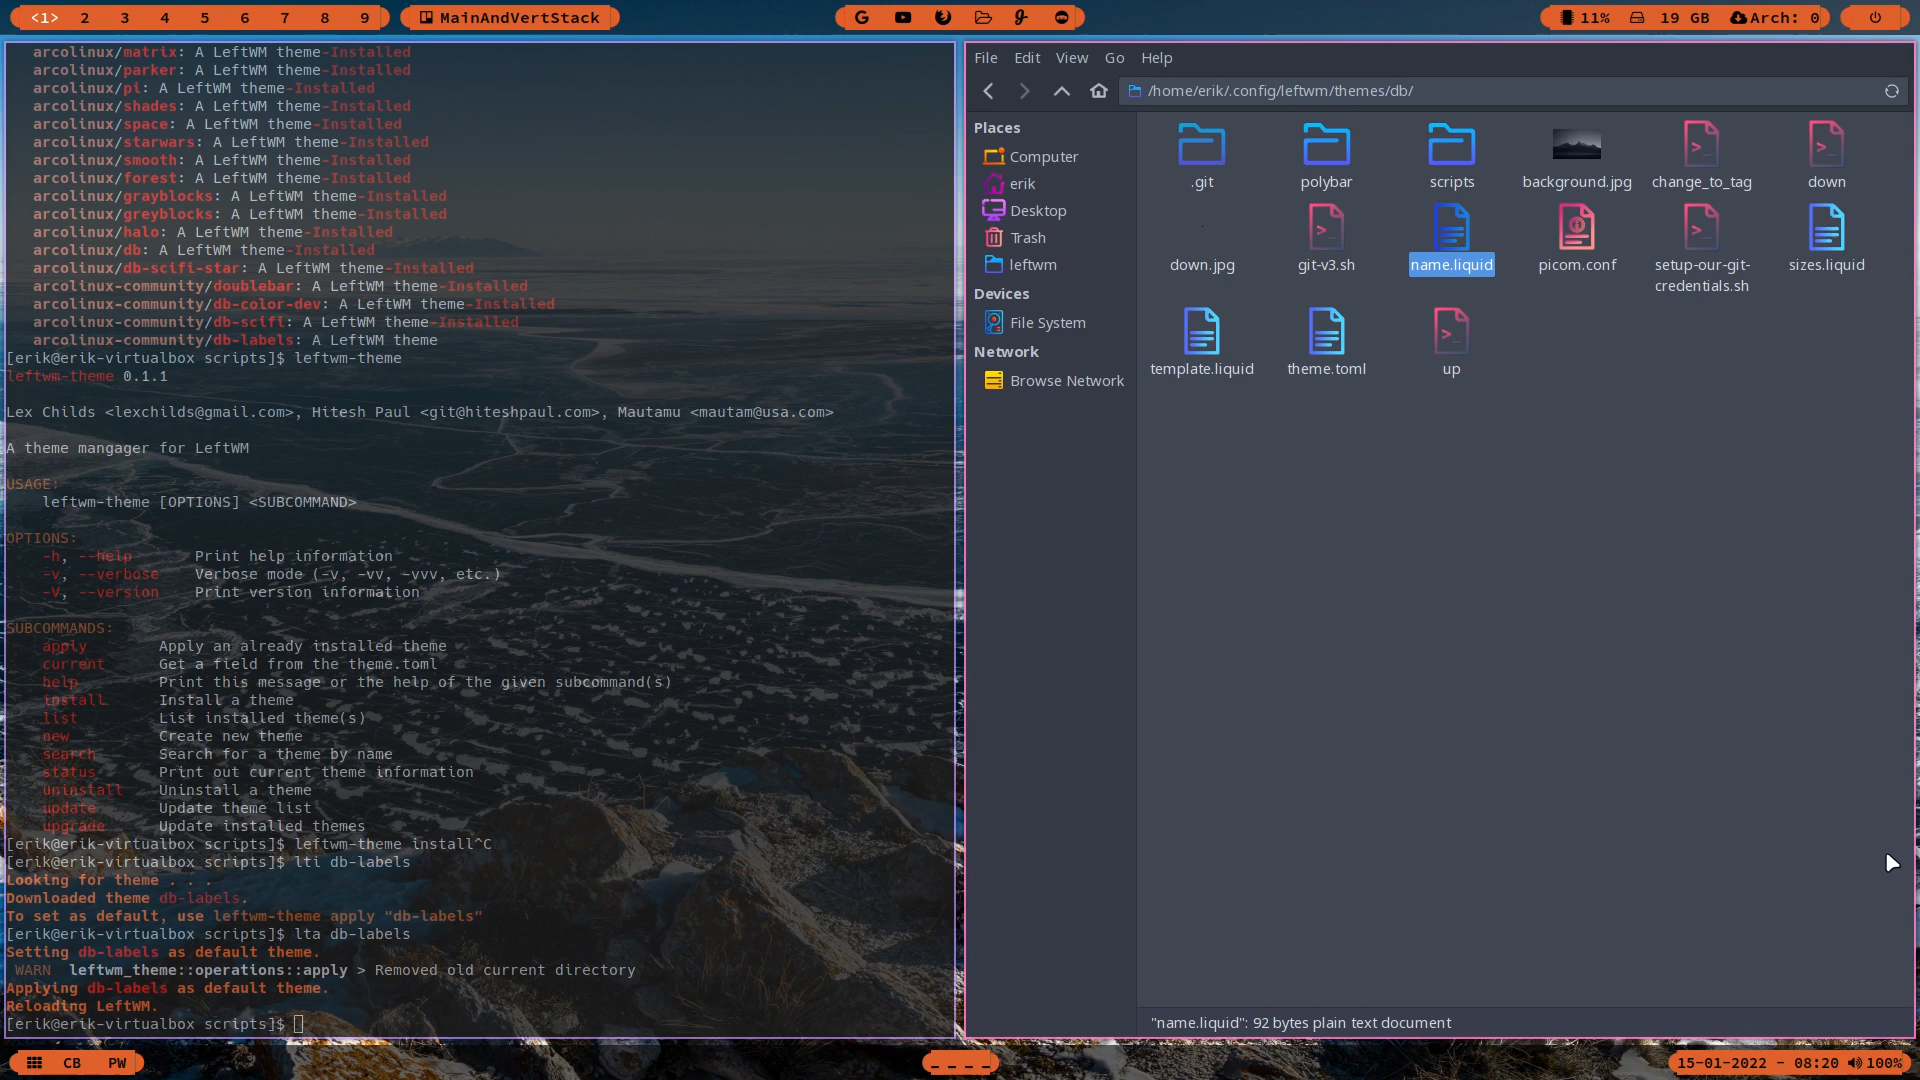 <1> 2 3 4 5 6 7 8 9 MainAndVertStack
11% 19 GB Arch: 0
arcolinux/matrix: A LeftWM theme-Installed
arcolinux/parker: A LeftWM theme-Installed
arcolinux/pi: A LeftWM theme-Installed
arcolinux/shades: A LeftWM theme-Installed
arcolinux/space: A LeftWM theme-Installed
arcolinux/starwars: A LeftWM theme-Installed
arcolinux/smooth: A LeftWM theme-Installed
arcolinux/forest: A LeftWM theme-Installed
arcolinux/grayblocks: A LeftWM theme-Installed
arcolinux/greyblocks: A LeftWM theme-Installed
arcolinux/halo: A LeftWM theme-Installed
arcolinux/db: A LeftWM theme-Installed
arcolinux/db-scifi-star: A LeftWM theme-Installed
arcolinux-community/doublebar: A LeftWM theme-Installed
arcolinux-community/db-color-dev: A LeftWM theme-Installed
arcolinux-community/db-scifi: A LeftWM theme-Installed
arcolinux-community/db-labels: A LeftWM theme
[erik@erik-virtualbox scripts]$ leftwm-theme
leftwm-theme 0.1.1
Lex Childs <lexchilds@gmail.com>, Hitesh Paul <git@hiteshpaul.com>, Mautamu <mautam@usa.com>
A theme mangager for LeftWM
USAGE:
leftwm-theme [OPTIONS] <SUBCOMMAND>
OPTIONS:
-h, --help Print help information
-v, --verbose Verbose mode (-v, -vv, -vvv, etc.)
-V, --version Print version information
SUBCOMMANDS:
apply Apply an already installed theme
current Get a field from the theme.toml
help Print this message or the help of the given subcommand(s)
install Install a theme
list List installed theme(s)
new Create new theme
search Search for a theme by name
status Print out current theme information
uninstall Uninstall a theme
update Update theme list
upgrade Update installed themes
[erik@erik-virtualbox scripts]$ leftwm-theme install^C
[erik@erik-virtualbox scripts]$ lti db-labels
Looking for theme . . .
Downloaded theme db-labels.
To set as default, use leftwm-theme apply "db-labels"
[erik@erik-virtualbox scripts]$ lta db-labels
Setting db-labels as default theme.
WARN leftwm_theme::operations::apply > Removed old current directory
Applying db-labels as default theme.
Reloading LeftWM.
[erik@erik-virtualbox scripts]$
File Edit View Go Help
/home/erik/.config/leftwm/themes/db/
Places
Computer
erik
Desktop
Trash
leftwm
Devices
File System
Network
Browse Network
.git polybar scripts background.jpg change_to_tag down
down.jpg git-v3.sh name.liquid picom.conf setup-our-git- sizes.liquid
credentials.sh
template.liquid theme.toml up
"name.liquid": 92 bytes plain text document
CB PW
15-01-2022 - 08:20 100%